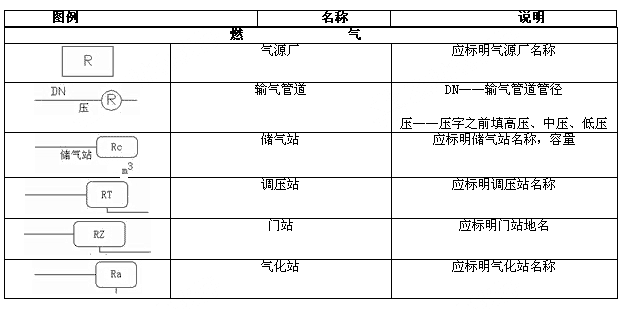 图例 名称 说明
燃 气
R 气源厂 应标明气源厂名称
DN R 压 输气管道 DN——输气管道管径
压——压字之前填高压、中压、低压
Rc 储气站 m3 储气站 应标明储气站名称，容量
RT 调压站 应标明调压站名称
RZ 门站 应标明门站地名
Ra 气化站 应标明气化站名称